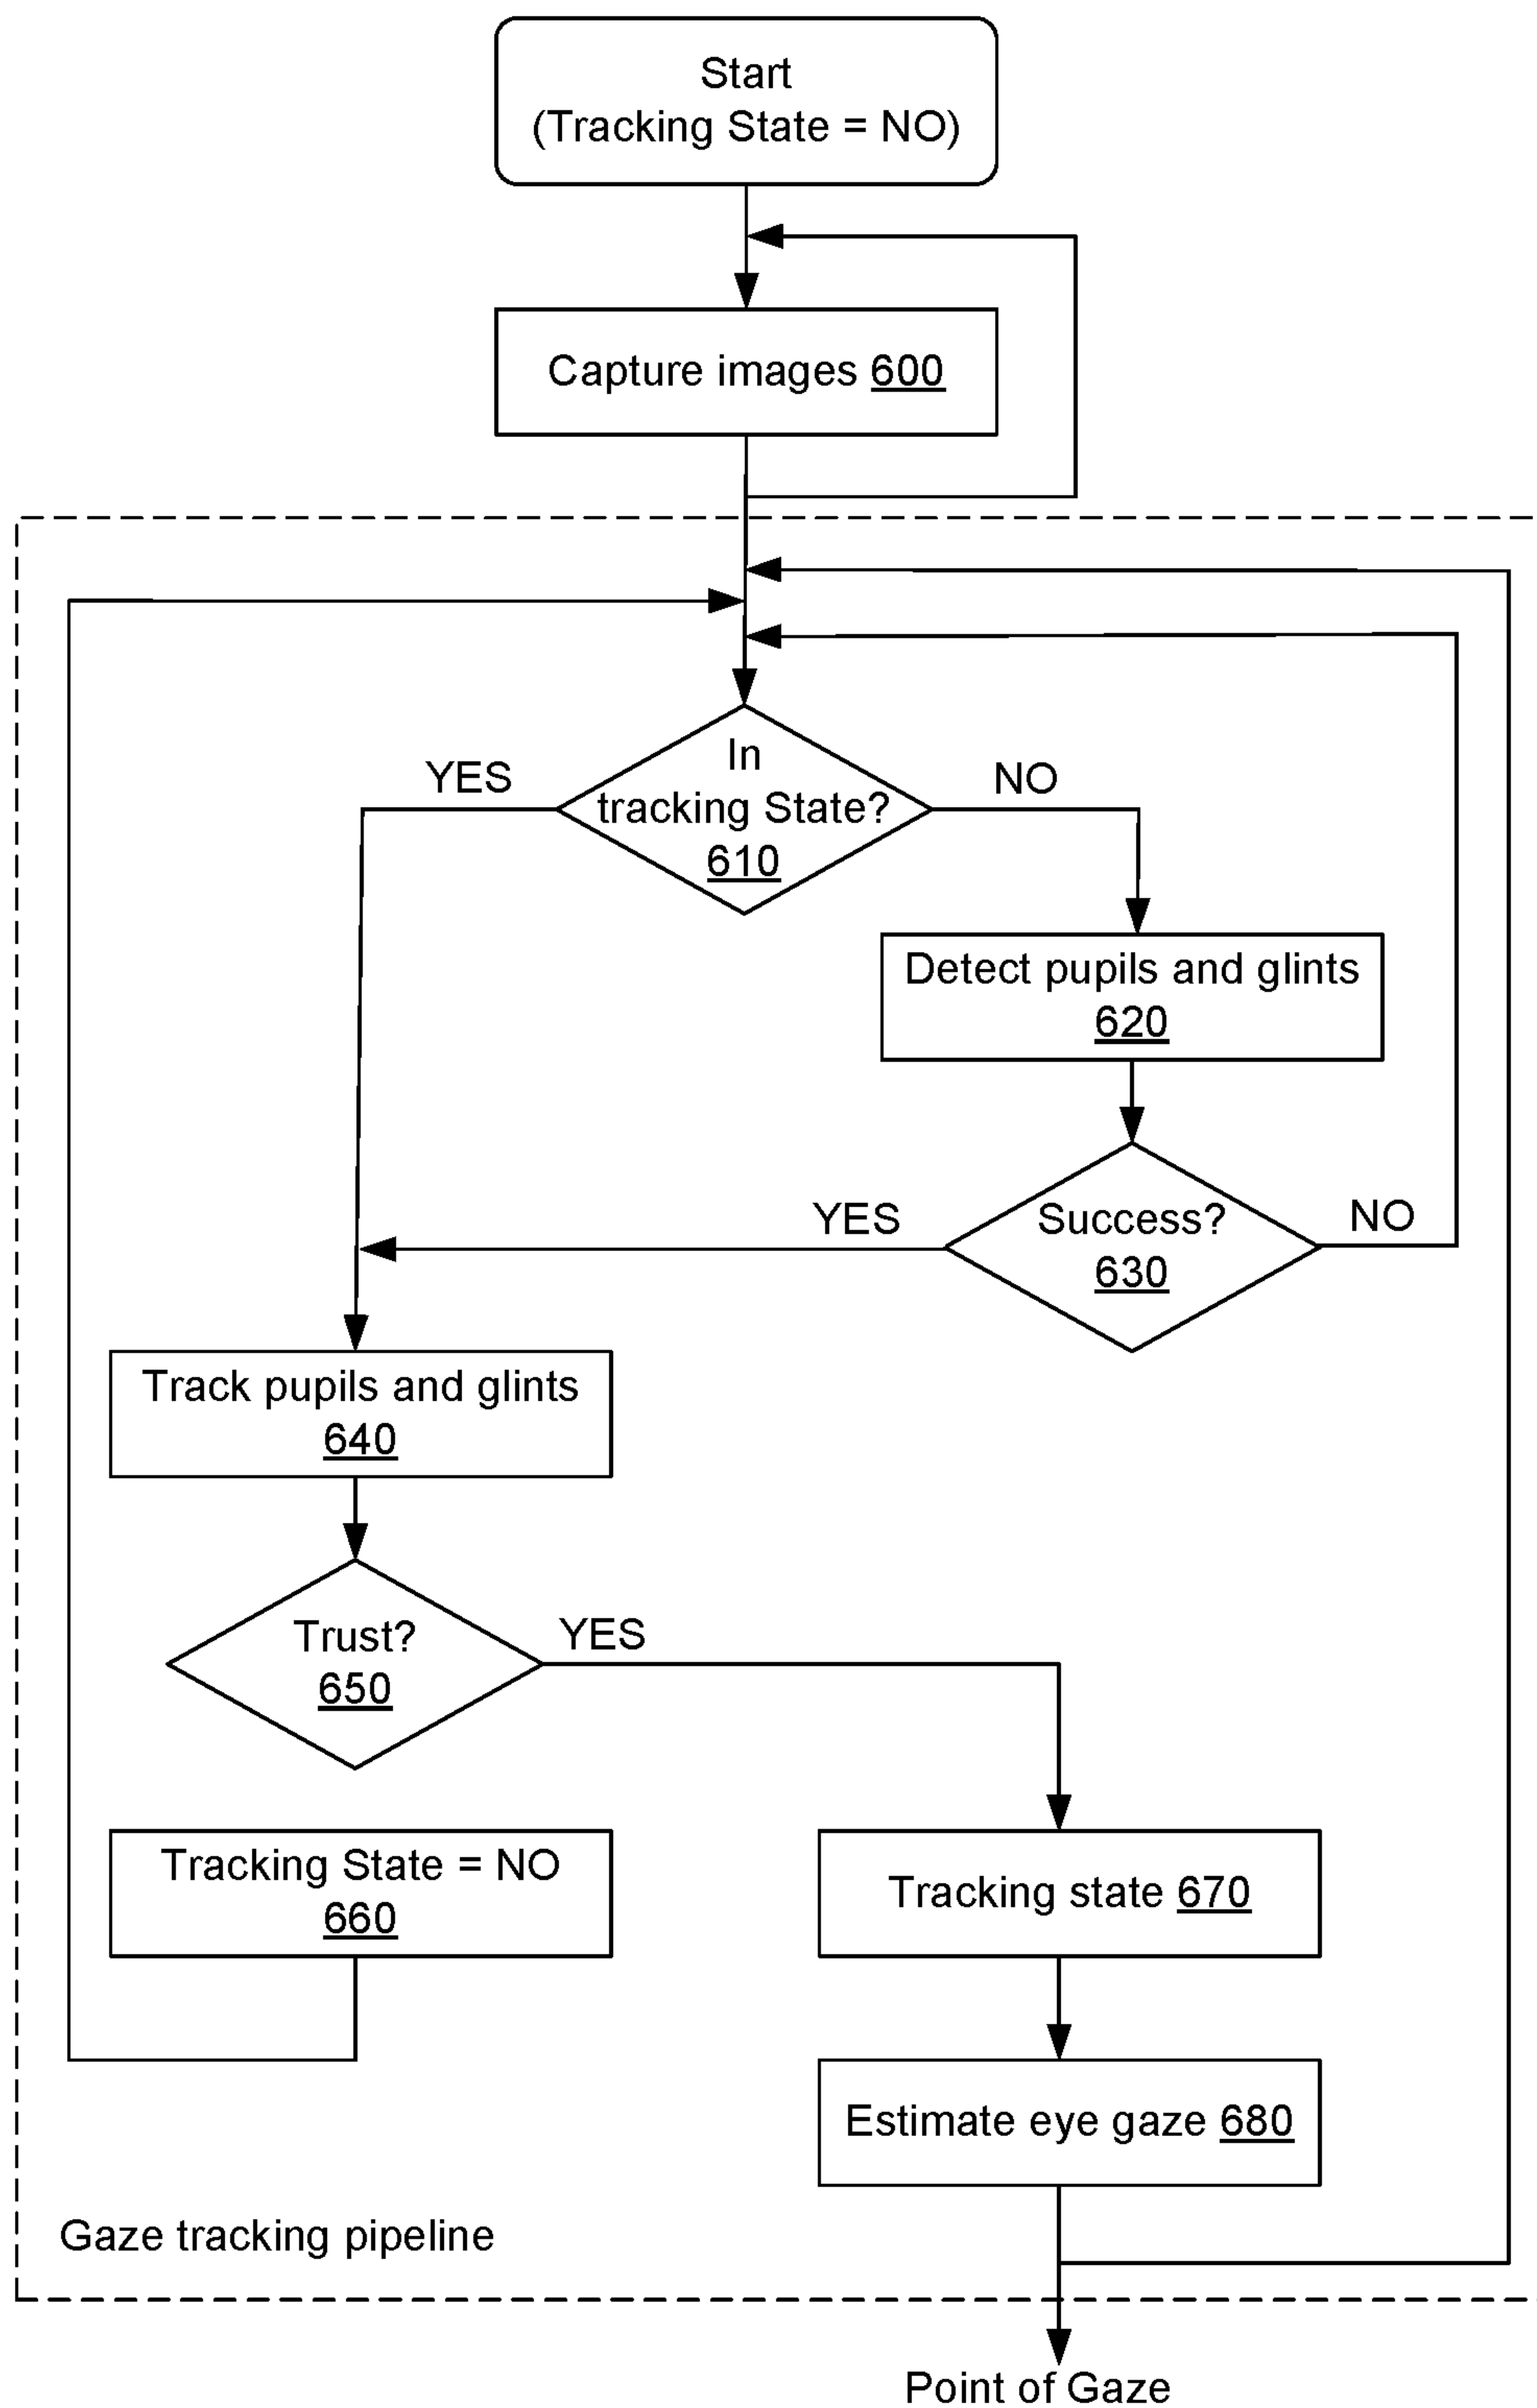 Start
(Tracking State = NO)
Capture images 600
In
tracking State?
610
YES
NO
Detect pupils and glints
620
Success?
630
YES
NO
Track pupils and glints
640
Trust?
650
YES
Tracking State = NO
660
Tracking state 670
Estimate eye gaze 680
Gaze tracking pipeline
Point of Gaze